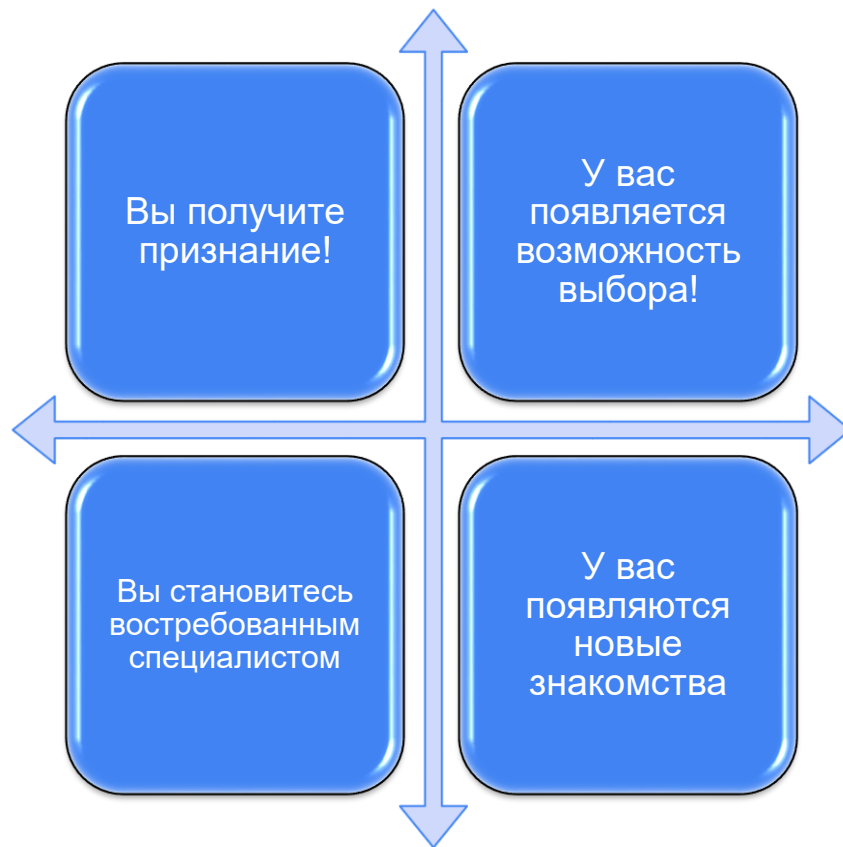 Вы получите
признание!
У вас
появляется
возможность
выбора!
Вы становитесь
востребованным
специалистом
У вас
появляются
новые
знакомства